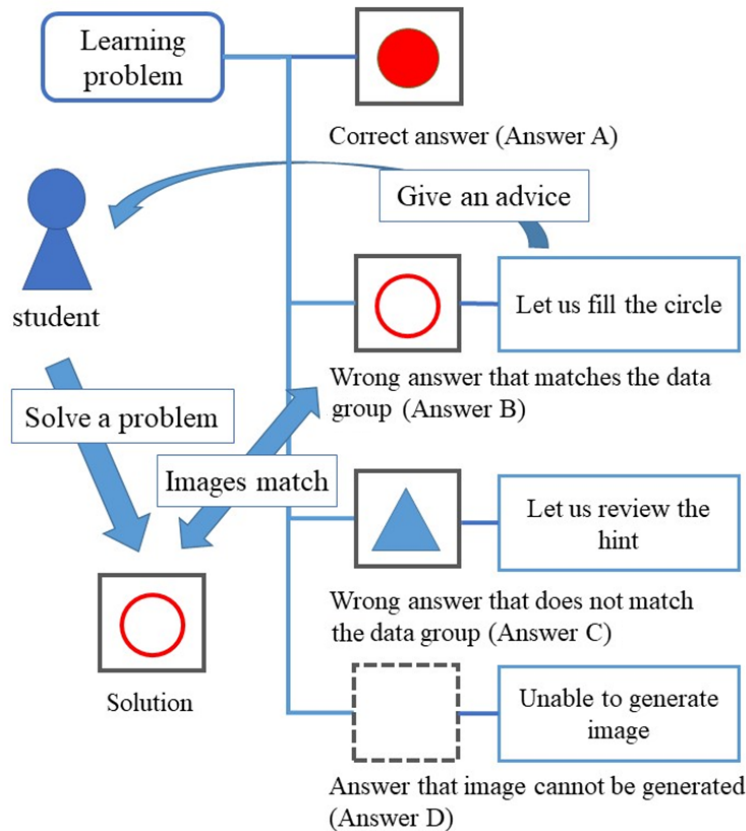 Learning
problem
Correct answer (Answer A)
Give an advice
student
Let us fill the circle
Wrong answer that matches the data
group (Answer B)
Solve a problem
Images match
Let us review the
hint
Wrong answer that does not match
the data group (Answer C)
Solution
Unable to generate
image
Answer that image cannot be generated
(Answer D)